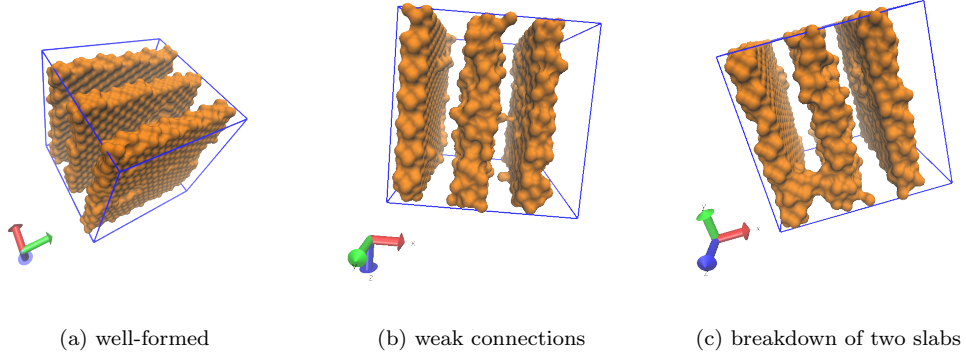 x
y
z
x
y
z
(a) well-formed
(b) weak connections
(c) breakdown of two slabs